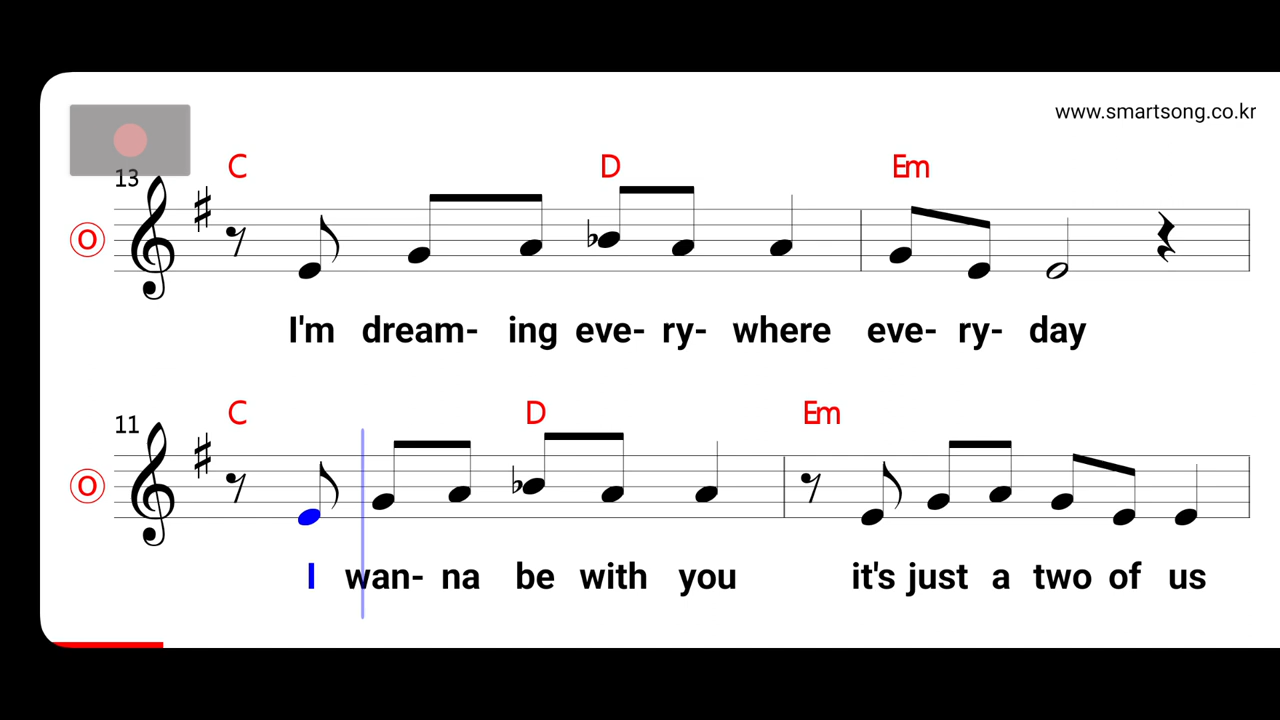 www.smartsong.co.kr
13 C D Em
O
I'm dream- ing eve- ry- where eve- ry- day
11 C D Em
O
I wan- na be with you it's just a two of us